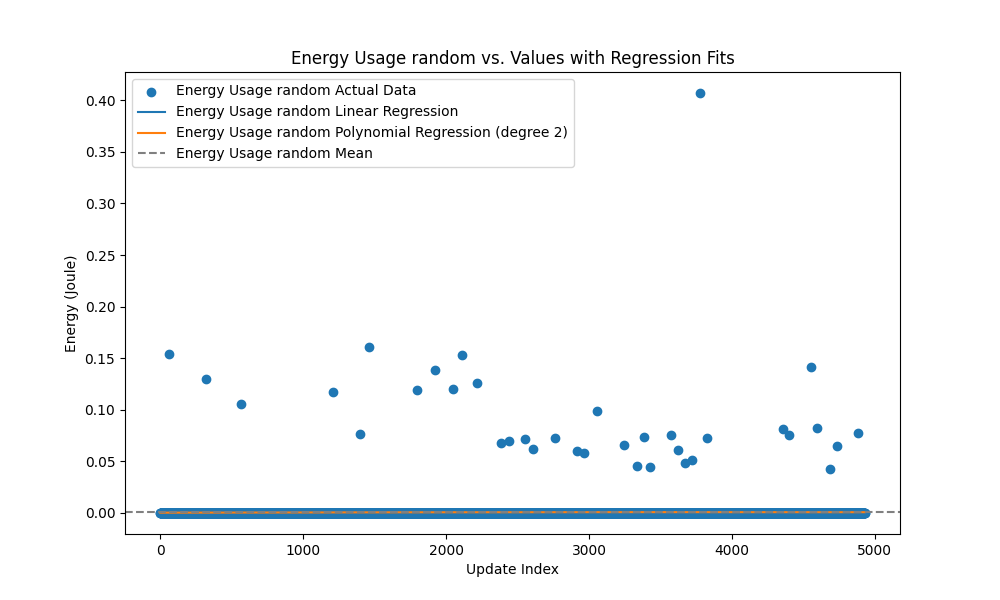 Energy Usage random vs. Values with Regression Fits
Energy Usage random Actual Data
Energy Usage random Linear Regression
Energy Usage random Polynomial Regression (degree 2)
Energy Usage random Mean
Energy (Joule)
0.40
0.35
0.30
0.25
0.20
0.15
0.10
0.05
0.00
0 1000 2000 3000 4000 5000
Update Index